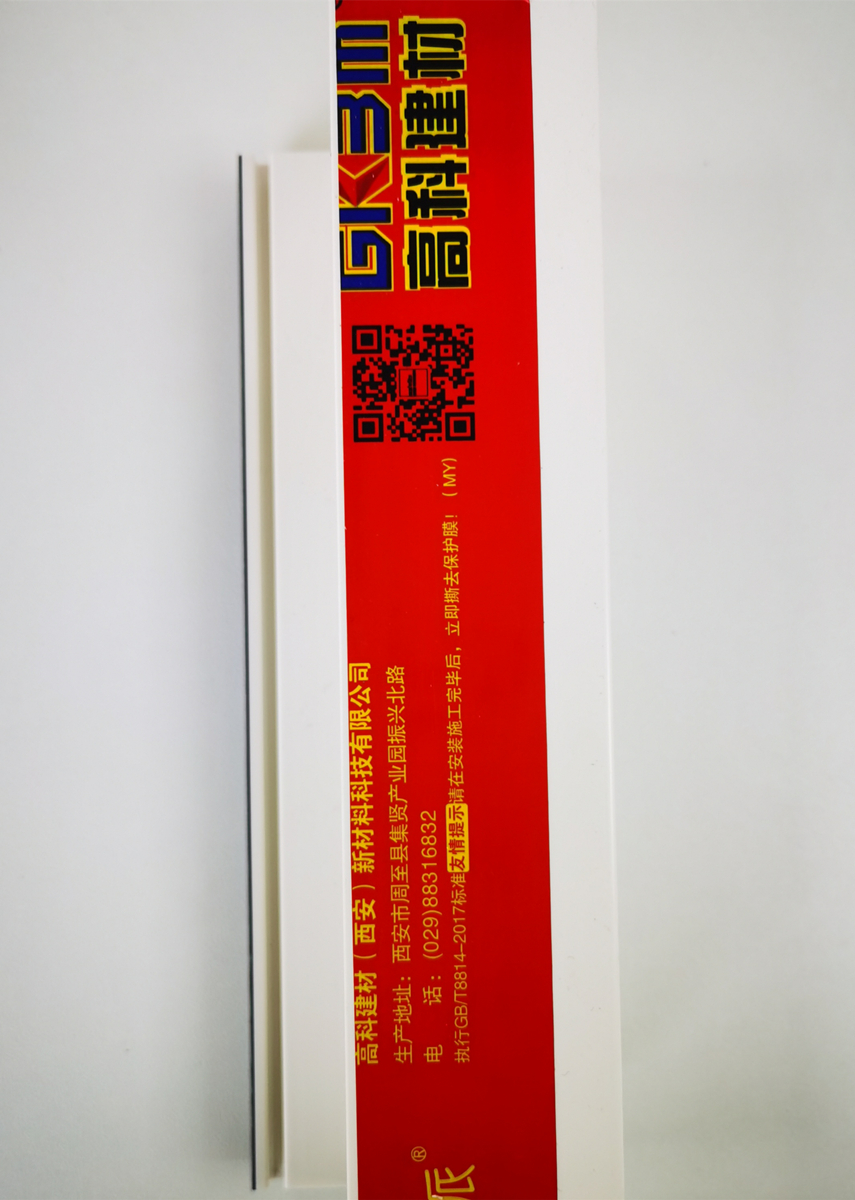 GKBM
高科建材
高科建材（西安）新材料科技有限公司
生产地址：西安市周至县集贤产业园振兴北路
电 话：(029)88316832
执行GB/T8814-2017标准 友情提示 请在安装施工完毕后，立即撕去保护膜！（MY）
派®